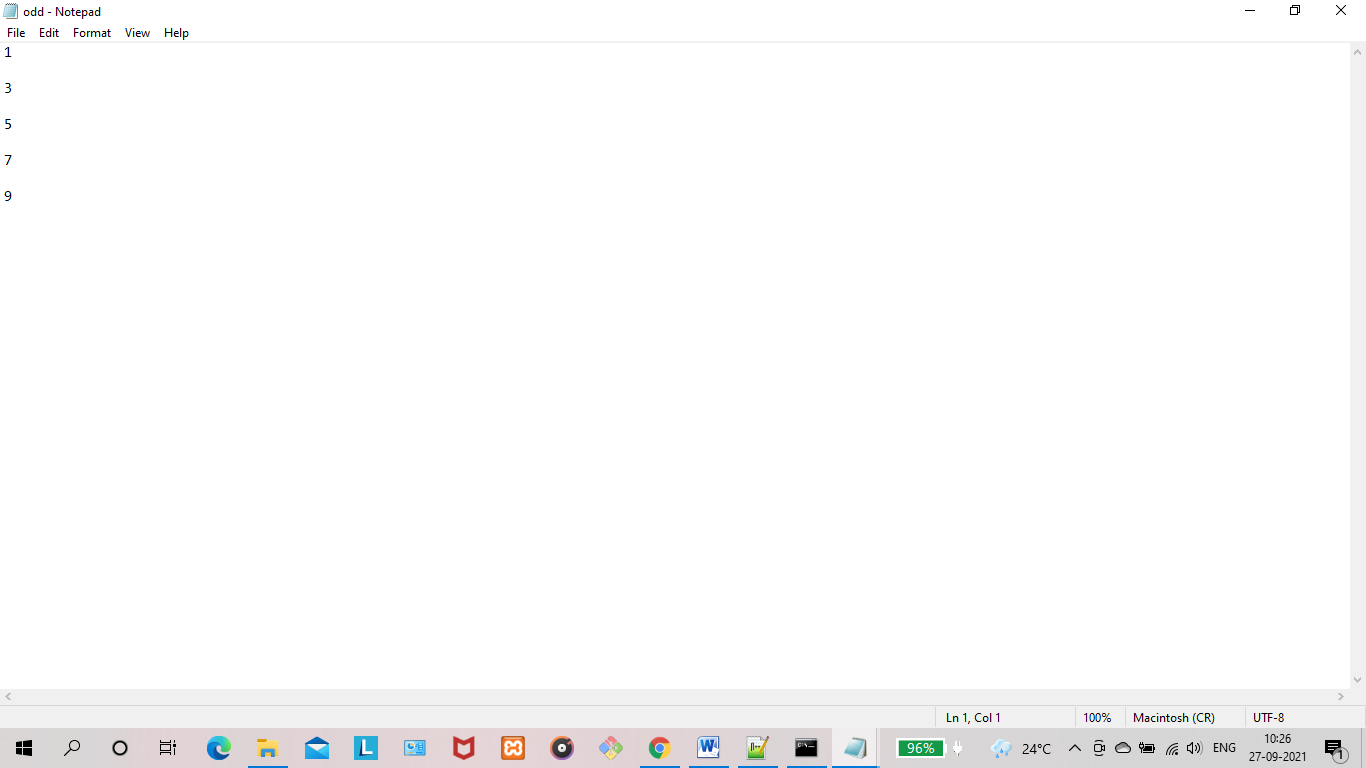 odd - Notepad
File Edit Format View Help
1
3
5
7
9
Ln 1, Col 1 100% Macintosh (CR) UTF-8
L W 96% 24°C ENG 10:26
27-09-2021 1